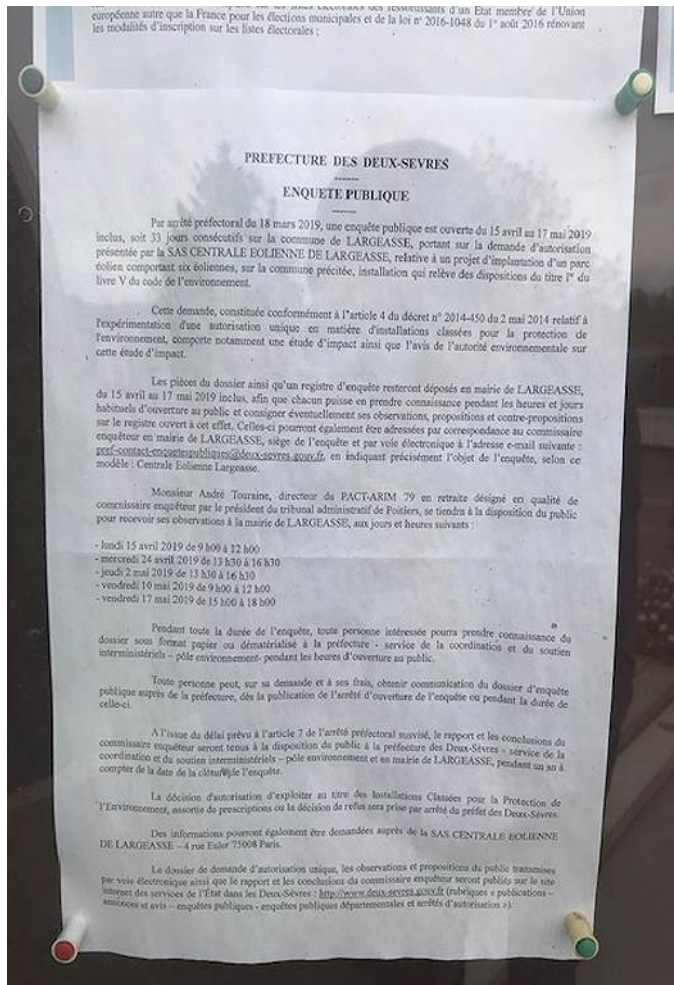 européenne autre que la France pour les élections municipales et de la loi n° 2016-1048 du 1er août 2016 rénovant
les modalités d'inscription sur les listes électorales ;
PREFECTURE DES DEUX-SEVRES
ENQUETE PUBLIQUE
Par arrêté préfectoral du 18 mars 2019, une enquête publique est ouverte du 15 avril au 17 mai 2019
inclus, soit 33 jours consécutifs sur la commune de LARGEASSE, portant sur la demande d'autorisation
présentée par la SAS CENTRALE EOLIENNE DE LARGEASSE, relative à un projet d'implantation d'un parc
éolien comportant six éoliennes, sur la commune précitée, installation qui relève des dispositions du titre Ier du
livre V du code de l'environnement.
Cette demande, constituée conformément à l'article 4 du décret n° 2014-450 du 2 mai 2014 relatif à
l'expérimentation d'une autorisation unique en matière d'installations classées pour la protection de
l'environnement, comporte notamment une étude d'impact ainsi que l'avis de l'autorité environnementale sur
cette étude d'impact.
Les pièces du dossier ainsi qu'un registre d'enquête resteront déposés en mairie de LARGEASSE,
du 15 avril au 17 mai 2019 inclus, afin que chacun puisse en prendre connaissance pendant les heures et jours
habituels d'ouverture au public et consigner éventuellement ses observations, propositions et contre-propositions
sur le registre ouvert à cet effet. Celles-ci pourront également être adressées par correspondance au commissaire
enquêteur en mairie de LARGEASSE, siège de l'enquête et par voie électronique à l'adresse e-mail suivante :
pref-contact-enquetespubliques@deux-sevres.gouv.fr, en indiquant précisément l'objet de l'enquête, selon ce
modèle : Centrale Eolienne Largeasse.
Monsieur André Touraine, directeur du PACT-ARIM 79 en retraite désigné en qualité de
commissaire enquêteur par le président du tribunal administratif de Poitiers, se tiendra à la disposition du public
pour recevoir ses observations à la mairie de LARGEASSE, aux jours et heures suivants :
- lundi 15 avril 2019 de 9 h00 à 12 h00
- mercredi 24 avril 2019 de 13 h30 à 16 h30
- jeudi 2 mai 2019 de 13 h30 à 16 h30
- vendredi 10 mai 2019 de 9 h00 à 12 h00
- vendredi 17 mai 2019 de 15 h00 à 18 h00
Pendant toute la durée de l'enquête, toute personne intéressée pourra prendre connaissance du
dossier sous format papier ou dématérialisé à la préfecture - service de la coordination et du soutien
interministériels – pôle environnement- pendant les heures d'ouverture au public.
Toute personne peut, sur sa demande et à ses frais, obtenir communication du dossier d'enquête
publique auprès de la préfecture, dès la publication de l'arrêté d'ouverture de l'enquête ou pendant la durée de
celle-ci.
A l'issue du délai prévu à l'article 7 de l'arrêté préfectoral susvisé, le rapport et les conclusions du
commissaire enquêteur seront tenus à la disposition du public à la préfecture des Deux-Sèvres - service de la
coordination et du soutien interministériels – pôle environnement et en mairie de LARGEASSE, pendant un an à
compter de la date de la clôture de l'enquête.
La décision d'autorisation d'exploiter au titre des Installations Classées pour la Protection de
l'Environnement, assortie de prescriptions ou la décision de refus sera prise par arrêté du préfet des Deux-Sèvres.
Des informations pourront également être demandées auprès de la SAS CENTRALE EOLIENNE
DE LARGEASSE – 4 rue Euler 75008 Paris.
Le dossier de demande d'autorisation unique, les observations et propositions du public transmises
par voie électronique ainsi que le rapport et les conclusions du commissaire enquêteur seront publiés sur le site
internet des services de l'État dans les Deux-Sèvres : http://www.deux-sevres.gouv.fr (rubriques « publications –
annonces et avis – enquêtes publiques - enquêtes publiques départementales et arrêtés d'autorisation »).